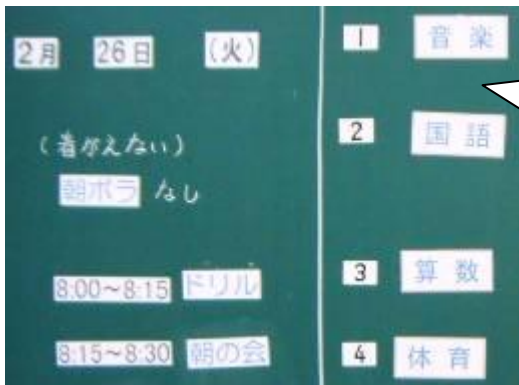 2月 26日 (火)
(着がえない)
朝ボラ なし
8:00~8:15 ドリル
8:15~8:30 朝の会
1 音楽
2 国語
3 算数
4 体育